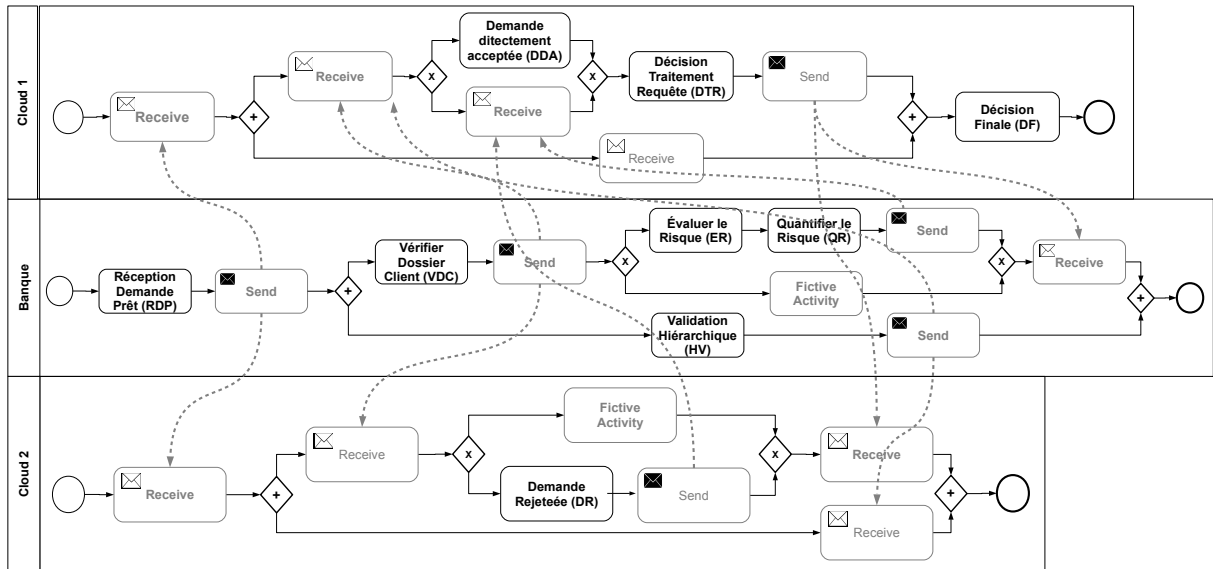 Cloud 1
Receive
Receive
Demande
ditectement
acceptée (DDA)
Receive
Décision
Traitement
Requête (DTR)
Send
Receive
Décision
Finale (DF)
Banque
Réception
Demande
Prêt (RDP)
Send
Vérifier
Dossier
Client (VDC)
Send
Évaluer le
Risque (ER)
Quantifier le
Risque (QR)
Send
Fictive
Activity
Receive
Validation
Hiérarchique
(HV)
Send
Cloud 2
Receive
Receive
Fictive
Activity
Demande
Rejeteée (DR)
Send
Receive
Receive